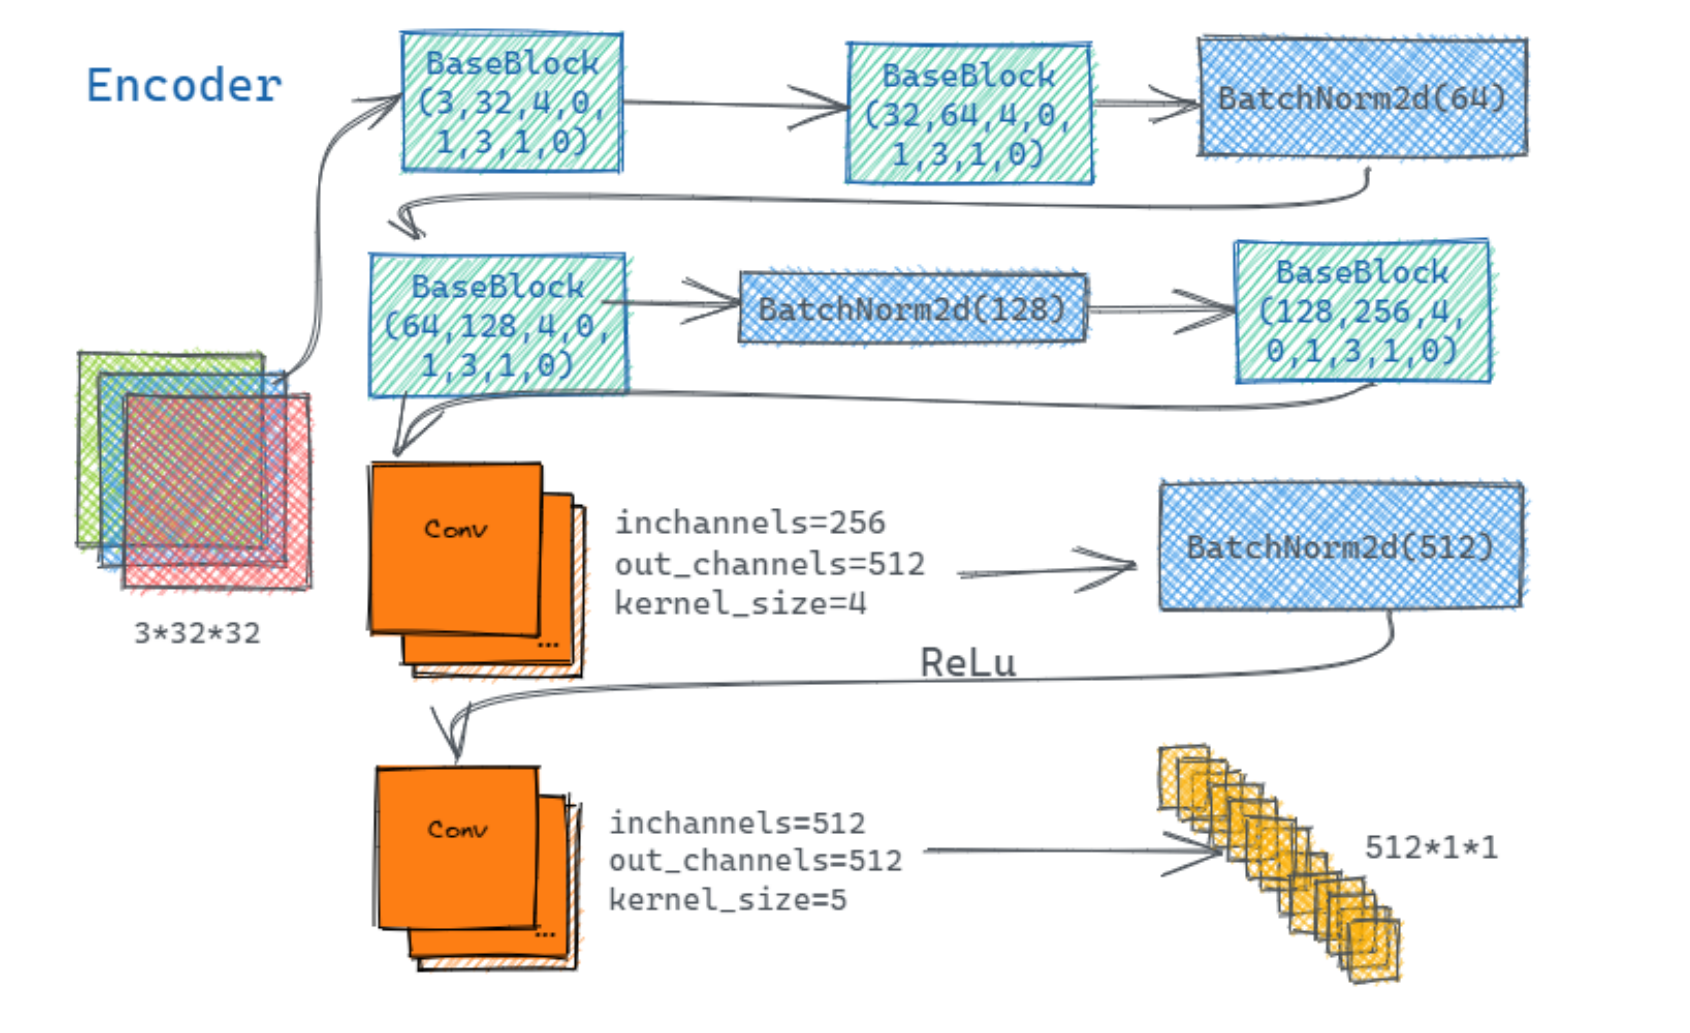 Encoder
BaseBlock
(3,32,4,0,
1,3,1,0)
BaseBlock
(32,64,4,0,
1,3,1,0)
BatchNorm2d(64)
BaseBlock
(64,128,4,0,
1,3,1,0)
BatchNorm2d(128)
BaseBlock
(128,256,4,
0,1,3,1,0)
3*32*32
Conv
...
inchannels=256
out_channels=512
kernel_size=4
BatchNorm2d(512)
ReLu
Conv
...
inchannels=512
out_channels=512
kernel_size=5
512*1*1